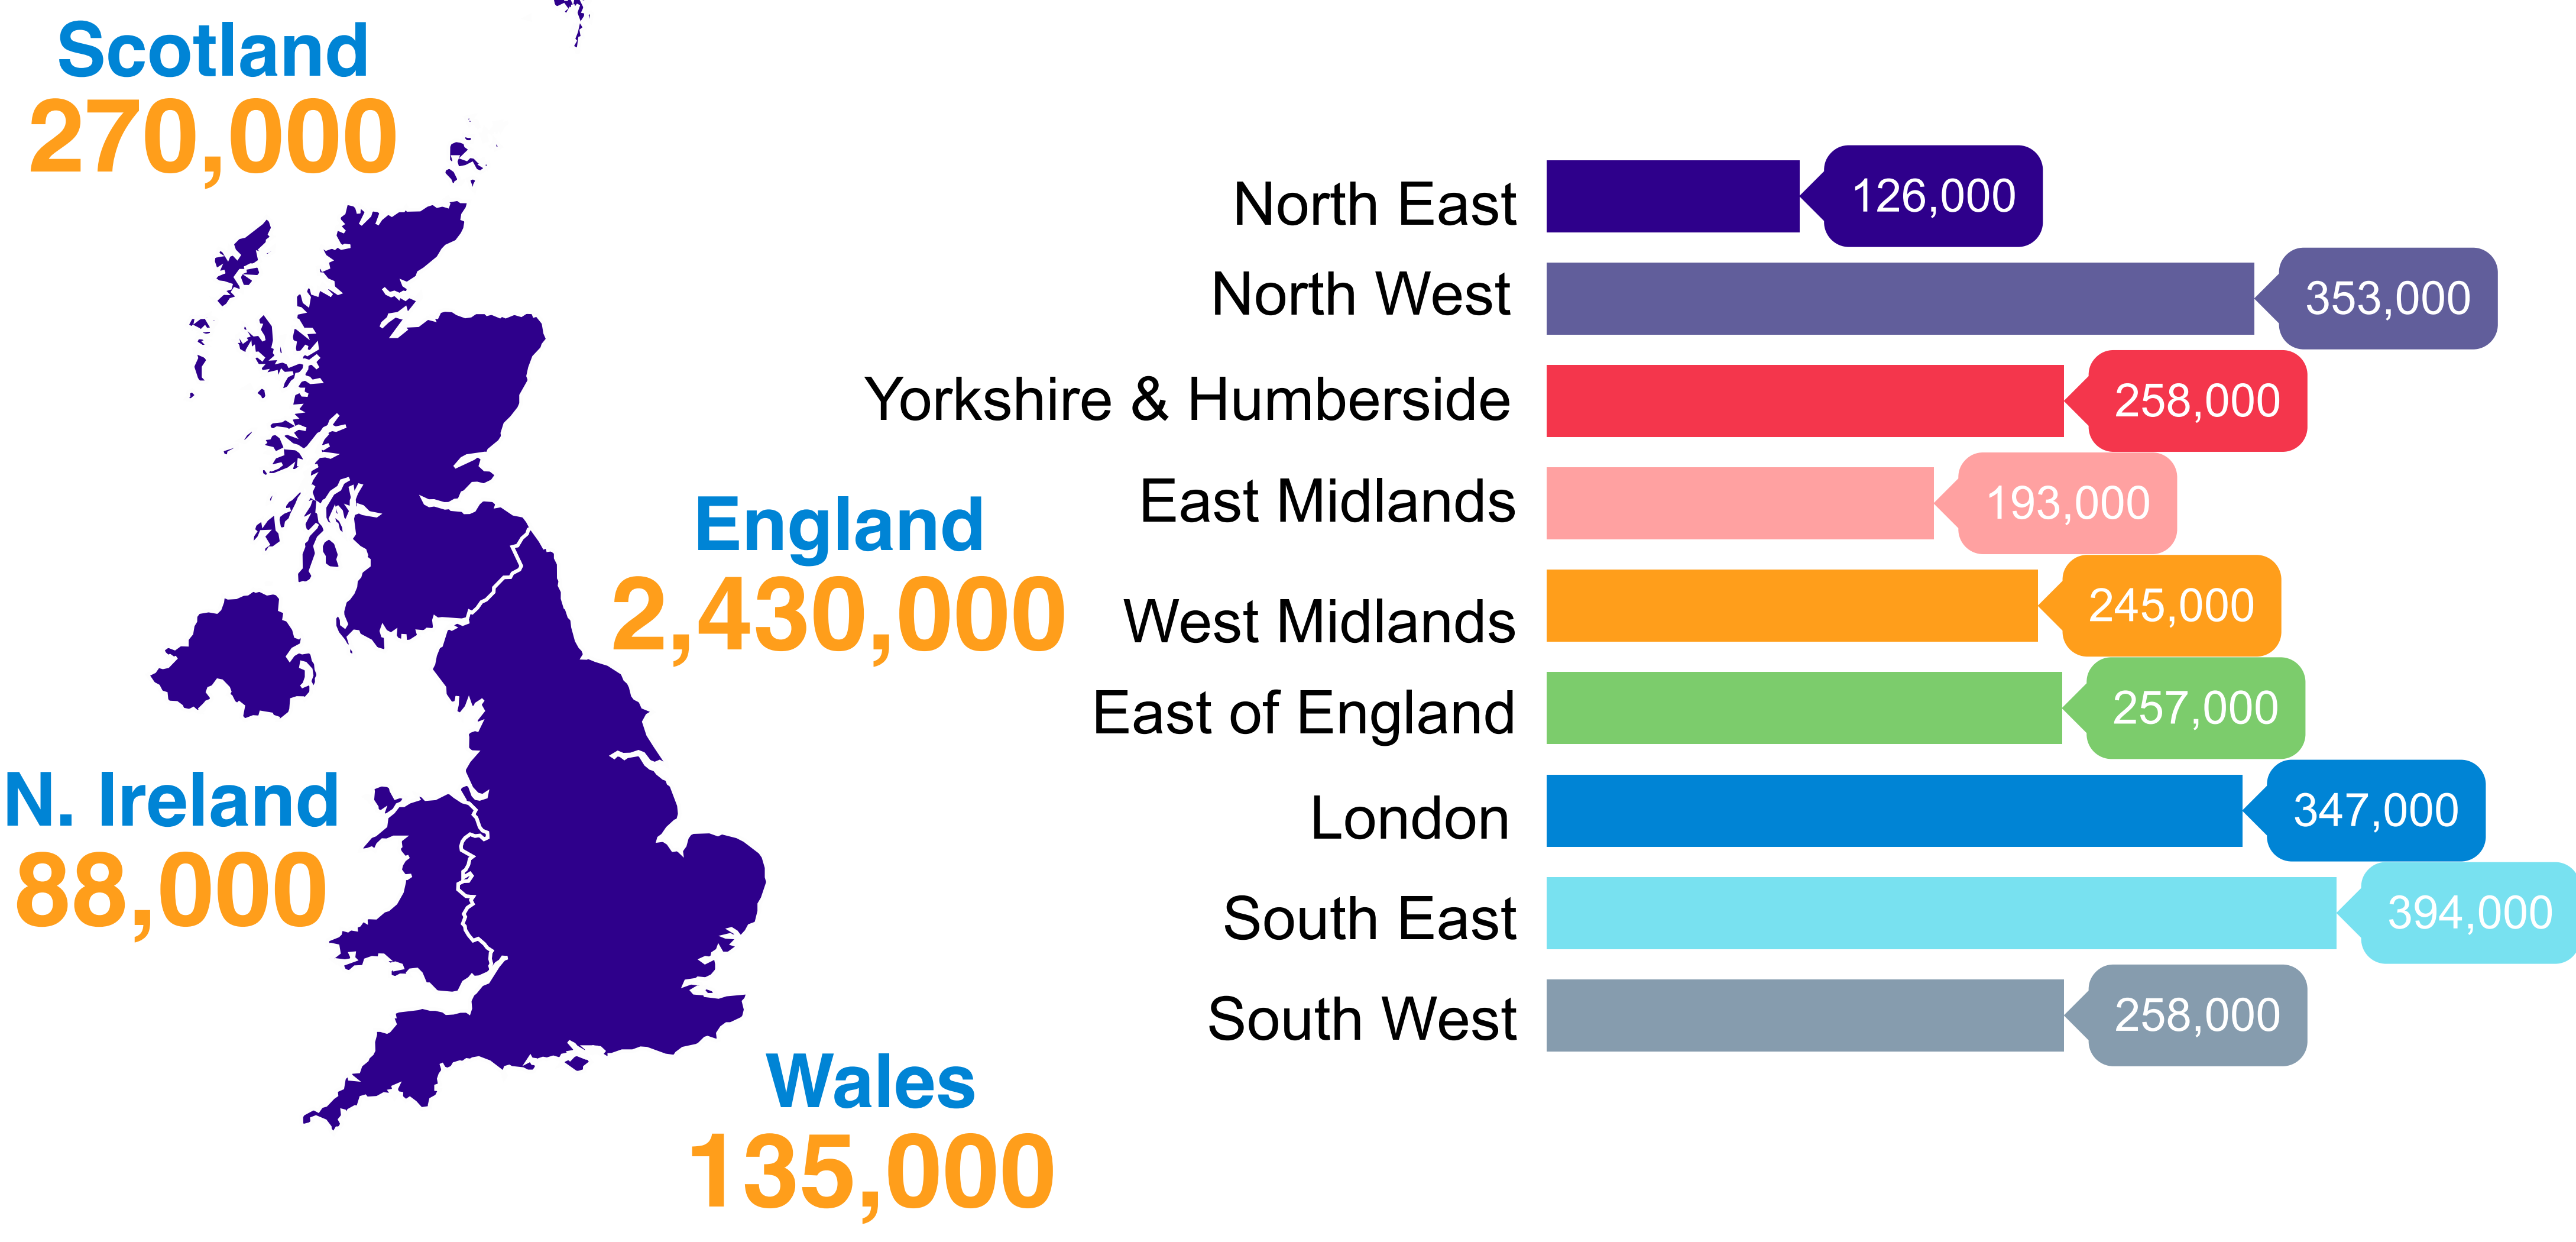 Scotland
270,000
England
2,430,000
N. Ireland
88,000
Wales
135,000
North East 126,000
North West 353,000
Yorkshire & Humberside 258,000
East Midlands 193,000
West Midlands 245,000
East of England 257,000
London 347,000
South East 394,000
South West 258,000